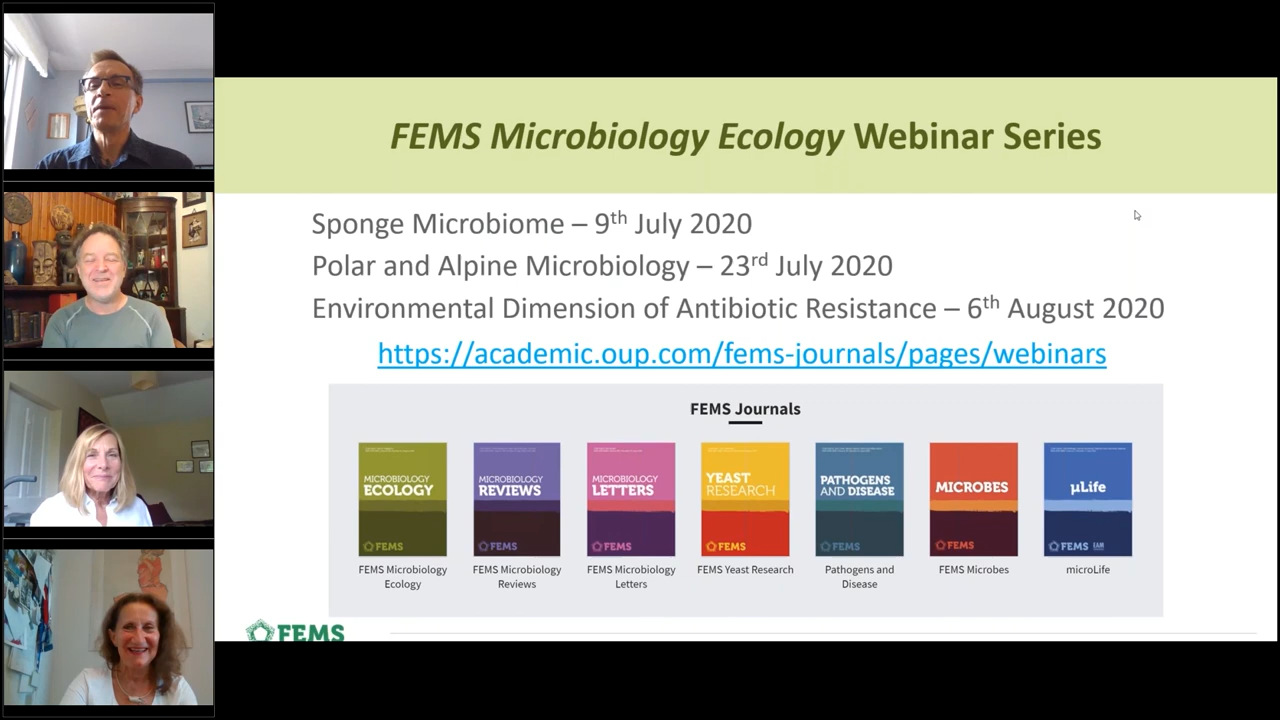 FEMS Microbiology Ecology Webinar Series
Sponge Microbiome – 9th July 2020
Polar and Alpine Microbiology – 23rd July 2020
Environmental Dimension of Antibiotic Resistance – 6th August 2020
https://academic.oup.com/fems-journals/pages/webinars
FEMS Journals
MICROBIOLOGY
ECOLOGY
FEMS
MICROBIOLOGY
REVIEWS
FEMS
MICROBIOLOGY
LETTERS
FEMS
YEAST
RESEARCH
FEMS
PATHOGENS
AND DISEASE
FEMS
MICROBES
FEMS
µLife
FEMS
FEMS Microbiology
Ecology
FEMS Microbiology
Reviews
FEMS Microbiology
Letters
FEMS Yeast Research
Pathogens and
Disease
FEMS Microbes
microLife
FEMS